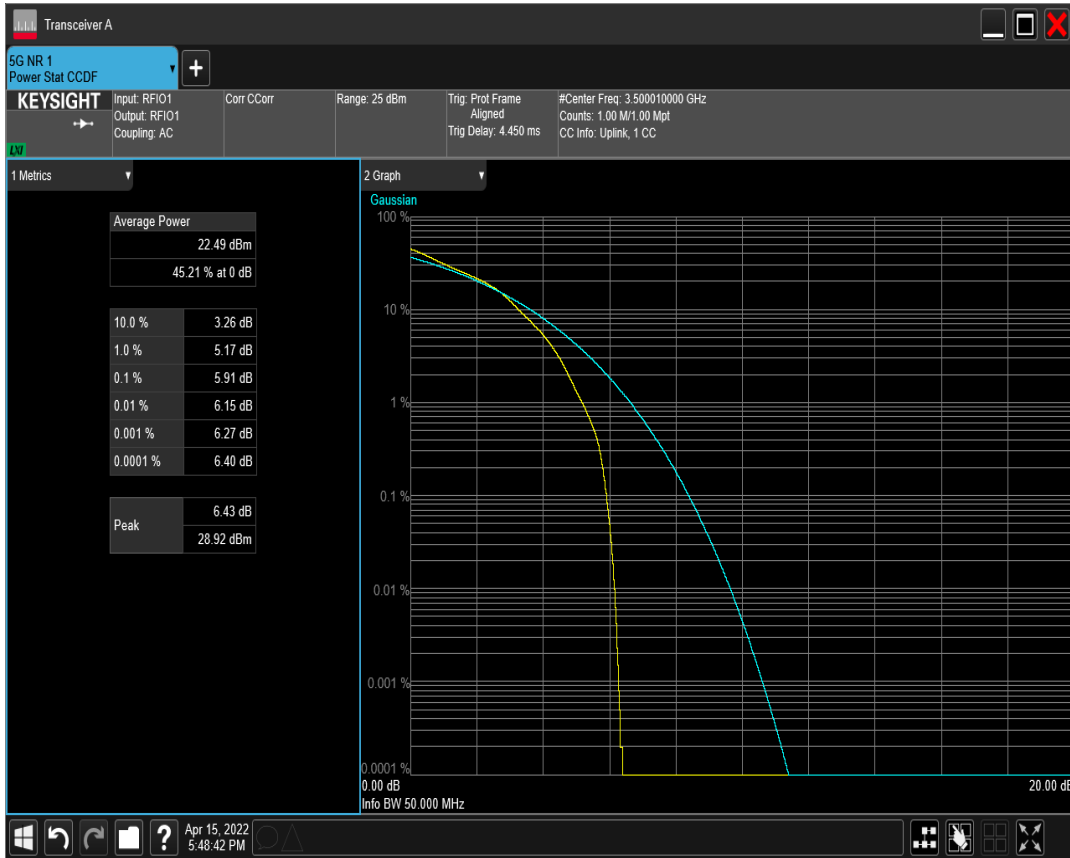 Transceiver A
5G NR 1
Power Stat CCDF
KEYSIGHT
LXI
Input: RFIO1
Output: RFIO1
Coupling: AC
Corr CCorr
Range: 25 dBm
Trig: Prot Frame
Aligned
Trig Delay: 4.450 ms
#Center Freq: 3.500010000 GHz
Counts: 1.00 M/1.00 Mpt
CC Info: Uplink, 1 CC
1 Metrics
Average Power
22.49 dBm
45.21 % at 0 dB
10.0 % 3.26 dB
1.0 % 5.17 dB
0.1 % 5.91 dB
0.01 % 6.15 dB
0.001 % 6.27 dB
0.0001 % 6.40 dB
Peak
6.43 dB
28.92 dBm
2 Graph
Gaussian
100 %
10 %
1 %
0.1 %
0.01 %
0.001 %
0.0001 %
0.00 dB 20.00 dB
Info BW 50.000 MHz
? Apr 15, 2022
5:48:42 PM